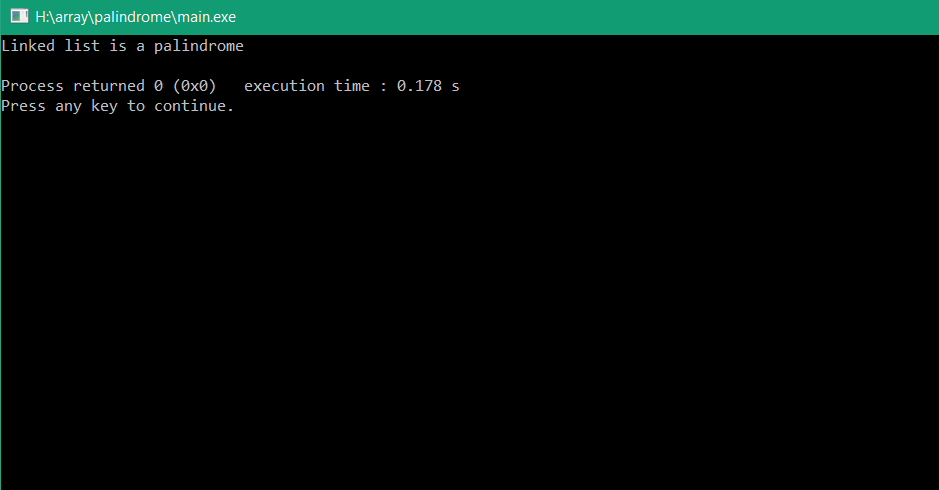 H:\array\palindrome\main.exe
Linked list is a palindrome
Process returned 0 (0x0)   execution time : 0.178 s
Press any key to continue.